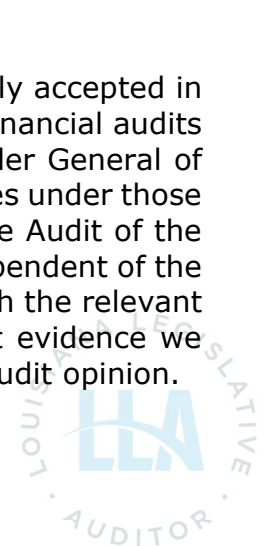 ly accepted in
nancial audits
ler General of
es under those
e Audit of the
pendent of the
h the relevant
t evidence we
udit opinion.
LOUISIANA LEGISLATIVE
LLA
AUDITOR